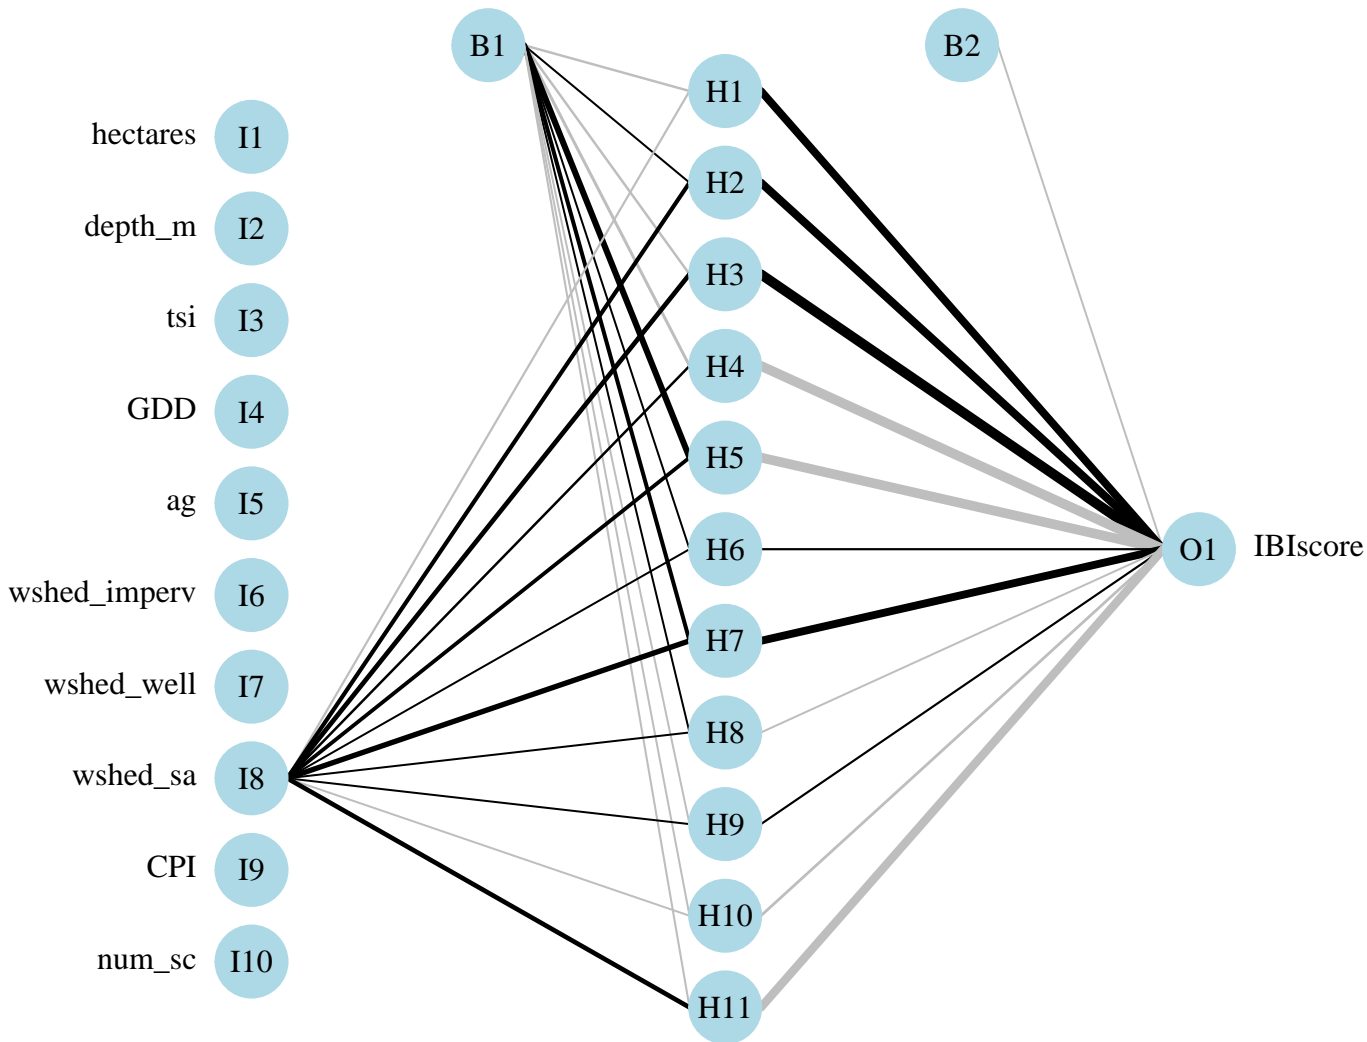 B1
B2
H1
hectares I1
H2
depth_m I2
H3
tsi I3
H4
GDD I4
H5
ag I5
H6
O1 IBIscore
wshed_imperv I6
H7
wshed_well I7
H8
wshed_sa I8
H9
CPI I9
H10
num_sc I10
H11